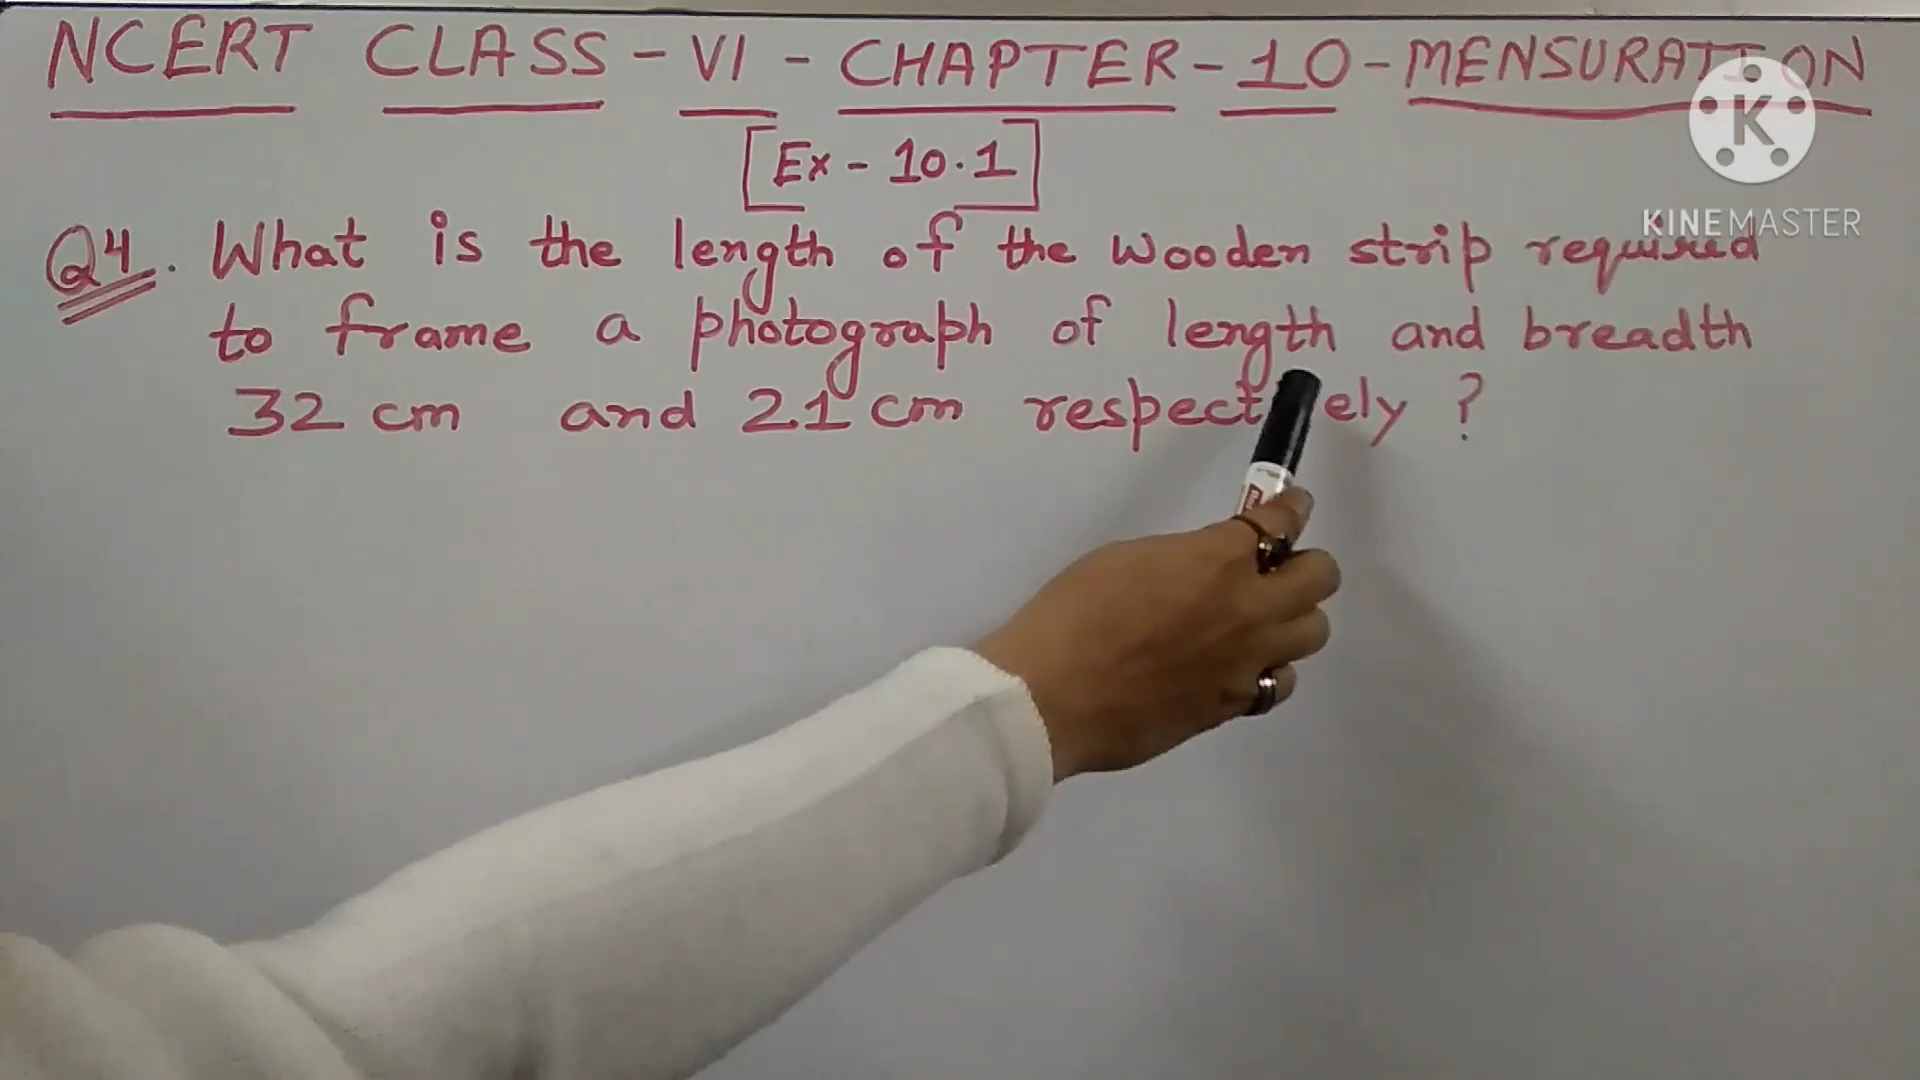 NCERT CLASS - VI - CHAPTER - 10 - MENSURATION
[Ex - 10.1]
Q4. What is the length of the wooden strip required
to frame a photograph of length and breadth
32 cm and 21 cm respectively ?
K
KINEMASTER